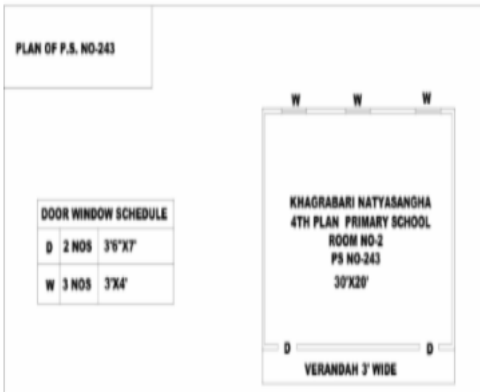 PLAN OF P.S. NO-243
W W W
KHAGRABARI NATYASANGHA
4TH PLAN PRIMARY SCHOOL
ROOM NO-2
PS NO-243
30'X20'
DOOR WINDOW SCHEDULE
D 2 NOS 3'6"X7'
W 3 NOS 3'X4'
D D
VERANDAH 3' WIDE